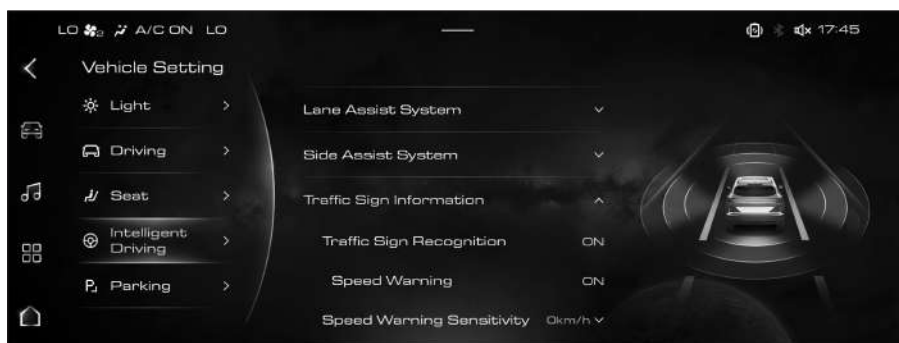 LO 2 A/C ON LO
17:45
Vehicle Setting
Light
Driving
Seat
Intelligent
Driving
P Parking
Lane Assist System
Side Assist System
Traffic Sign Information
Traffic Sign Recognition ON
Speed Warning ON
Speed Warning Sensitivity 0km/h